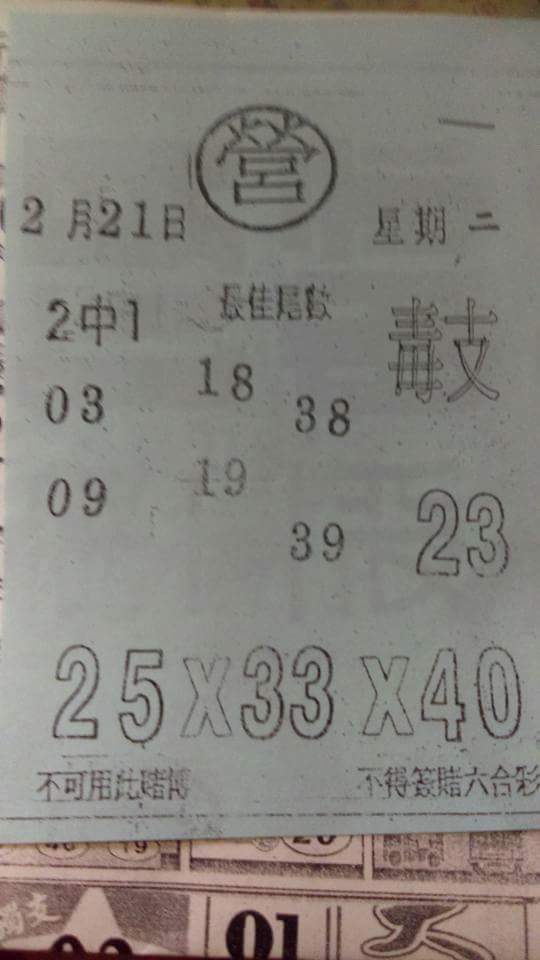 營
2月21日 星期二
2中1 最佳尾數
03 18 38
09 19 39 23
25X33X40
不可用此賭博 不得簽賭六合彩
01